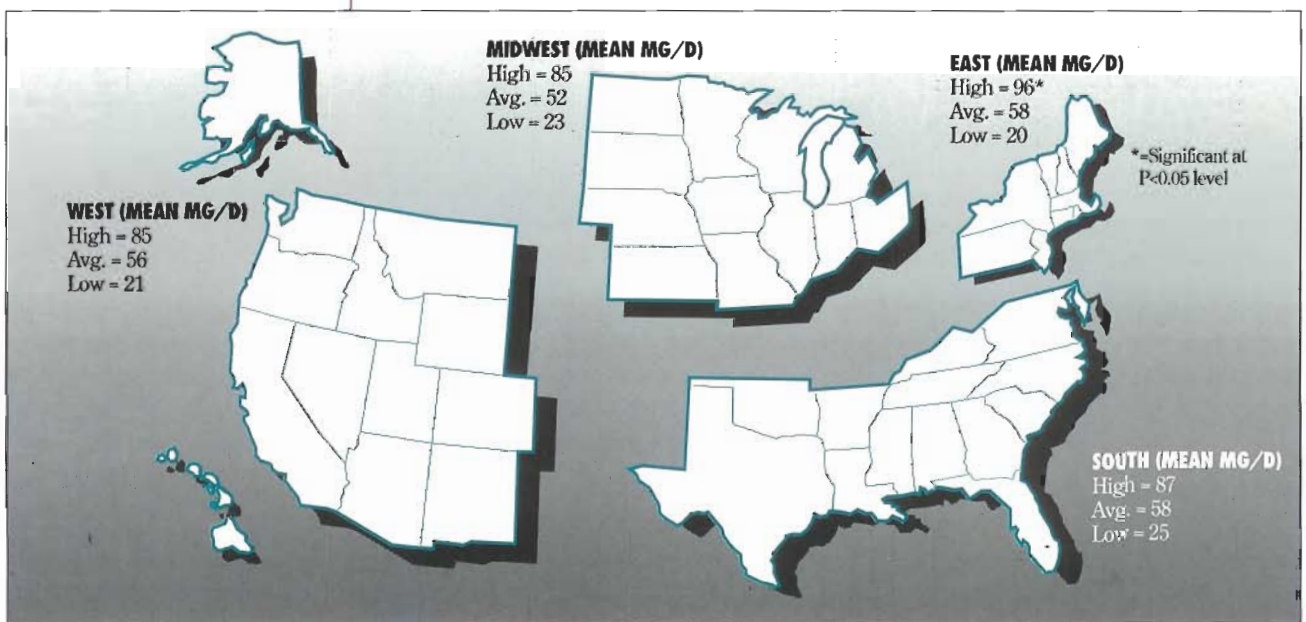 MIDWEST (MEAN MG/D)
High = 85
Avg. = 52
Low = 23
EAST (MEAN MG/D)
High = 96*
Avg. = 58
Low = 20
*=Significant at
P<0.05 level
WEST (MEAN MG/D)
High = 85
Avg. = 56
Low = 21
SOUTH (MEAN MG/D)
High = 87
Avg. = 58
Low = 25